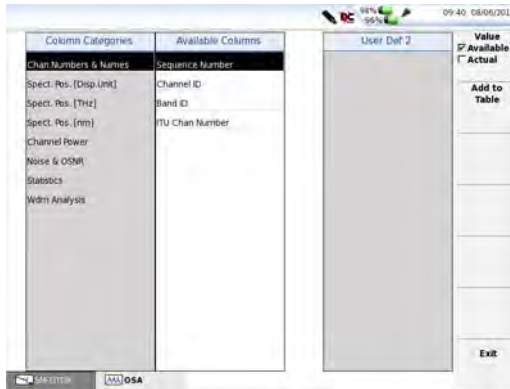 98%
96%
09:40 08/06/201
Column Categories
Available Columns
User Def 2
Value
Available
Actual
Chan Numbers & Names
Sequence Number
Spect. Pos. [Disp.Unit]
Channel ID
Add to
Table
Spect. Pos. [THz]
Band ID
Spect. Pos. [nm]
ITU Chan Number
Channel Power
Noise & OSNR
Statistics
Wdm Analysis
Exit
OSA